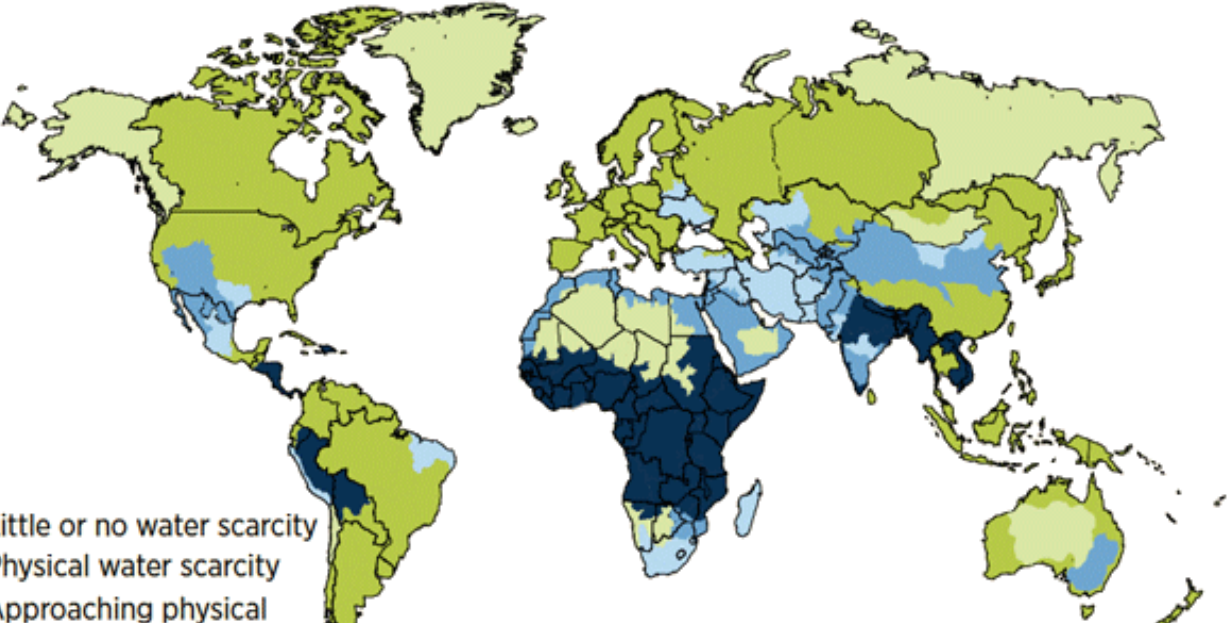 ittle or no water scarcity
hysical water scarcity
pproaching physical